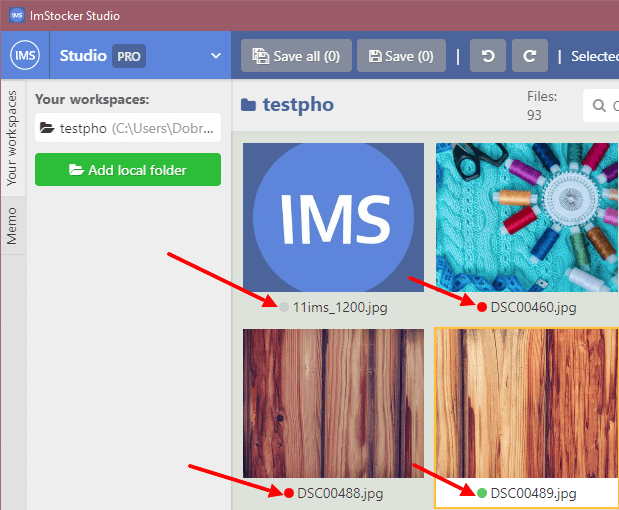 ImStocker Studio
IMS Studio PRO Save all (0) Save (0) | | Selected
Your workspaces:
testpho (C:\Users\Dobr...
Add local folder
Your workspaces
Memo
testpho
Files:
93
IMS
11ims_1200.jpg
DSC00460.jpg
DSC00488.jpg
DSC00489.jpg